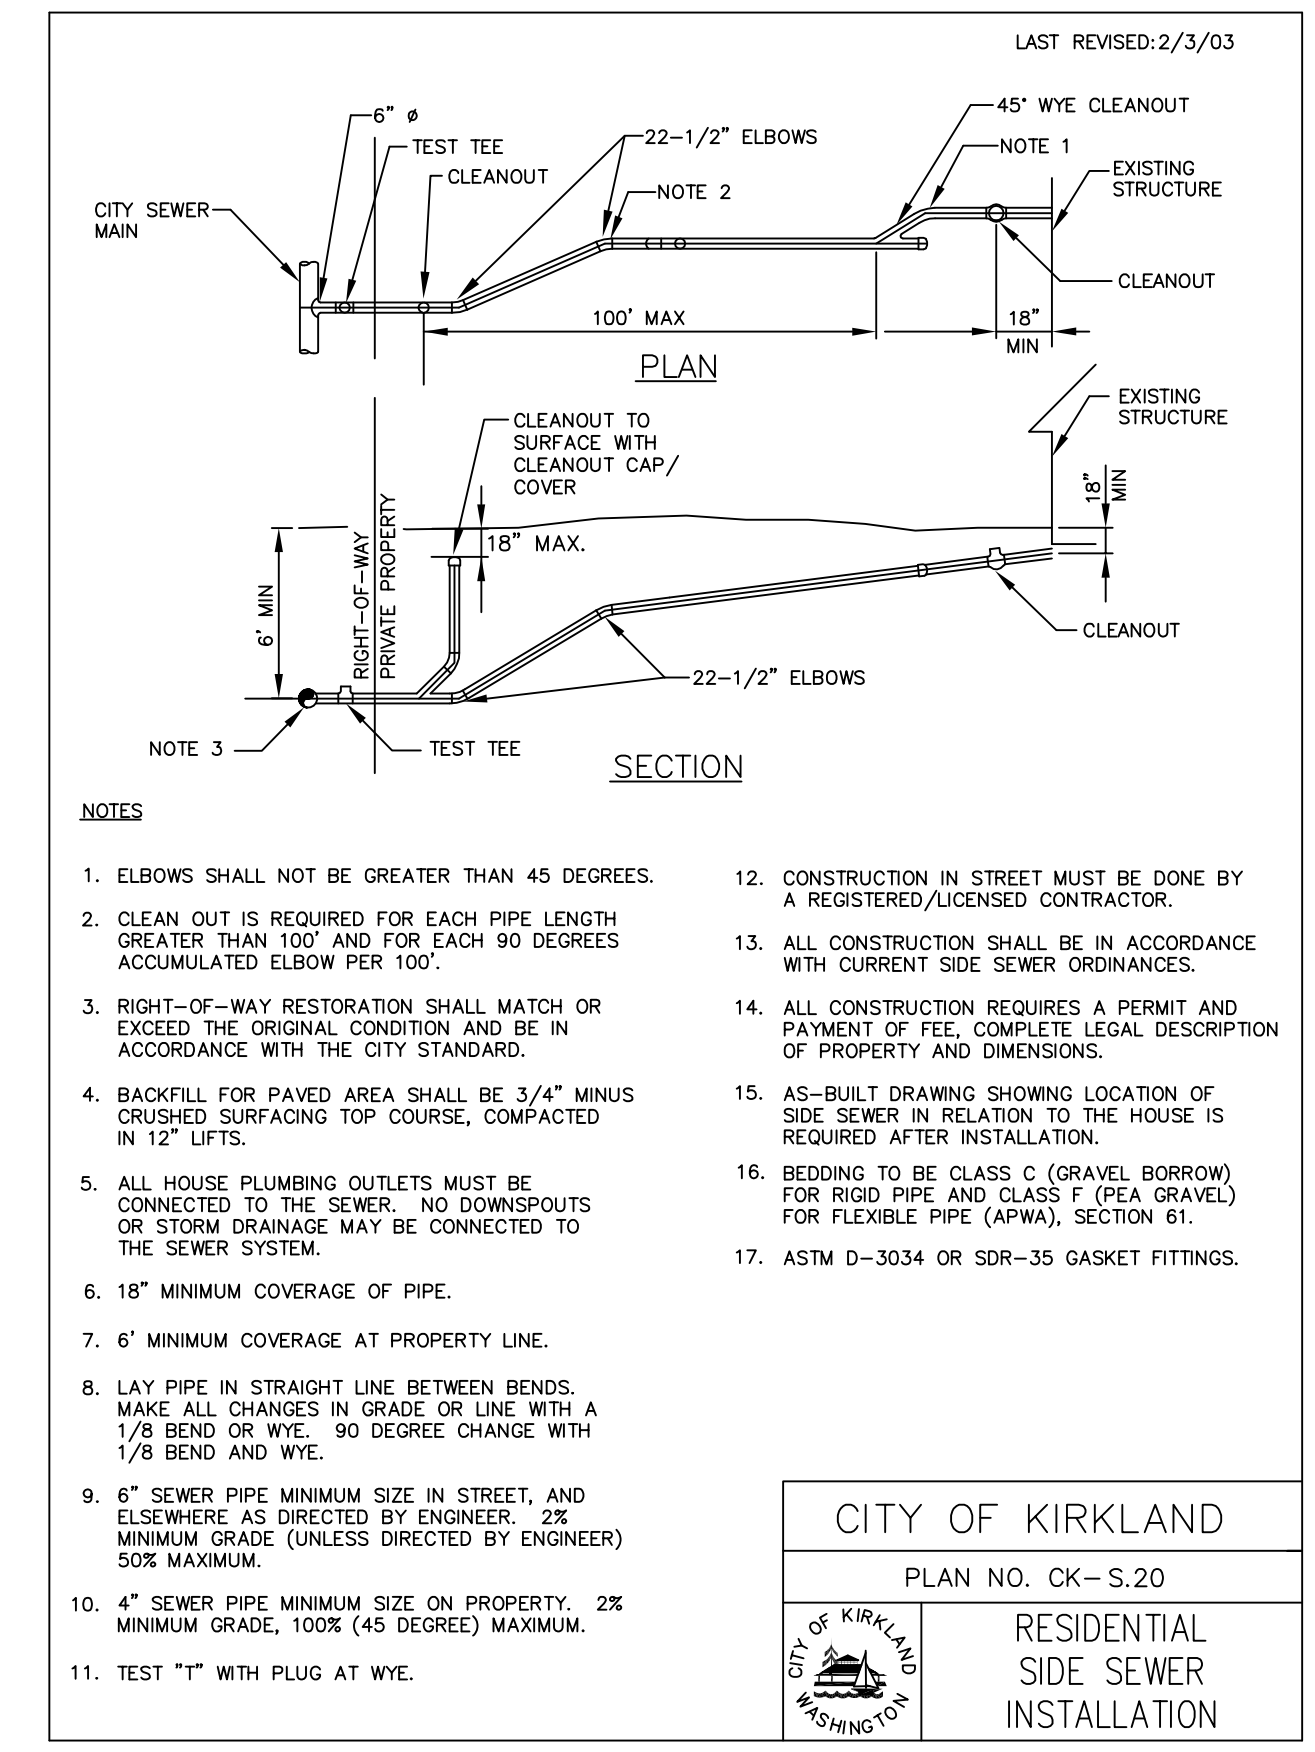 LAST REVISED: 2/3/03
6" ø
TEST TEE
CLEANOUT
22-1/2" ELBOWS
NOTE 2
45° WYE CLEANOUT
NOTE 1
EXISTING
STRUCTURE
CITY SEWER
MAIN
CLEANOUT
100' MAX
18"
MIN
PLAN
EXISTING
STRUCTURE
CLEANOUT TO
SURFACE WITH
CLEANOUT CAP/
COVER
18"
MIN
18" MAX.
6' MIN
RIGHT-OF-WAY
PRIVATE PROPERTY
CLEANOUT
22-1/2" ELBOWS
NOTE 3
TEST TEE
SECTION
NOTES
1. ELBOWS SHALL NOT BE GREATER THAN 45 DEGREES.
2. CLEAN OUT IS REQUIRED FOR EACH PIPE LENGTH
GREATER THAN 100' AND FOR EACH 90 DEGREES
ACCUMULATED ELBOW PER 100'.
3. RIGHT-OF-WAY RESTORATION SHALL MATCH OR
EXCEED THE ORIGINAL CONDITION AND BE IN
ACCORDANCE WITH THE CITY STANDARD.
4. BACKFILL FOR PAVED AREA SHALL BE 3/4" MINUS
CRUSHED SURFACING TOP COURSE, COMPACTED
IN 12" LIFTS.
5. ALL HOUSE PLUMBING OUTLETS MUST BE
CONNECTED TO THE SEWER. NO DOWNSPOUTS
OR STORM DRAINAGE MAY BE CONNECTED TO
THE SEWER SYSTEM.
6. 18" MINIMUM COVERAGE OF PIPE.
7. 6' MINIMUM COVERAGE AT PROPERTY LINE.
8. LAY PIPE IN STRAIGHT LINE BETWEEN BENDS.
MAKE ALL CHANGES IN GRADE OR LINE WITH A
1/8 BEND OR WYE. 90 DEGREE CHANGE WITH
1/8 BEND AND WYE.
9. 6" SEWER PIPE MINIMUM SIZE IN STREET, AND
ELSEWHERE AS DIRECTED BY ENGINEER. 2%
MINIMUM GRADE (UNLESS DIRECTED BY ENGINEER)
50% MAXIMUM.
10. 4" SEWER PIPE MINIMUM SIZE ON PROPERTY. 2%
MINIMUM GRADE, 100% (45 DEGREE) MAXIMUM.
11. TEST "T" WITH PLUG AT WYE.
12. CONSTRUCTION IN STREET MUST BE DONE BY
A REGISTERED/LICENSED CONTRACTOR.
13. ALL CONSTRUCTION SHALL BE IN ACCORDANCE
WITH CURRENT SIDE SEWER ORDINANCES.
14. ALL CONSTRUCTION REQUIRES A PERMIT AND
PAYMENT OF FEE, COMPLETE LEGAL DESCRIPTION
OF PROPERTY AND DIMENSIONS.
15. AS-BUILT DRAWING SHOWING LOCATION OF
SIDE SEWER IN RELATION TO THE HOUSE IS
REQUIRED AFTER INSTALLATION.
16. BEDDING TO BE CLASS C (GRAVEL BORROW)
FOR RIGID PIPE AND CLASS F (PEA GRAVEL)
FOR FLEXIBLE PIPE (APWA), SECTION 61.
17. ASTM D-3034 OR SDR-35 GASKET FITTINGS.
CITY OF KIRKLAND
PLAN NO. CK-S.20
CITY OF KIRKLAND
WASHINGTON
RESIDENTIAL
SIDE SEWER
INSTALLATION